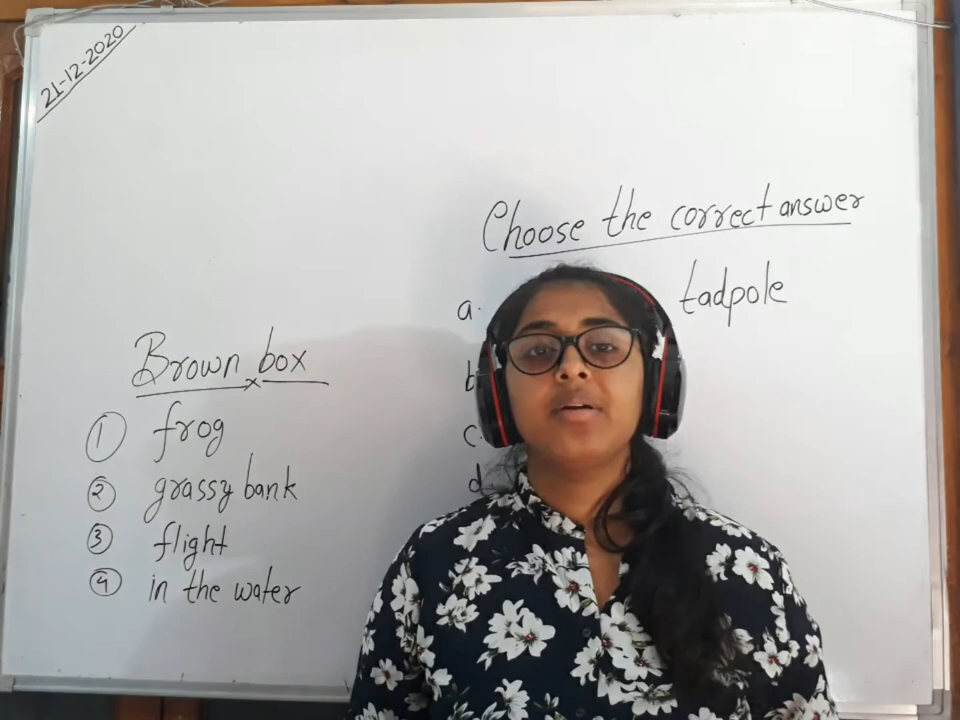 21-12-2020
Brown box
① frog
② grassy bank
③ flight
④ in the water
Choose the correct answer
a. tadpole
b
c.
d